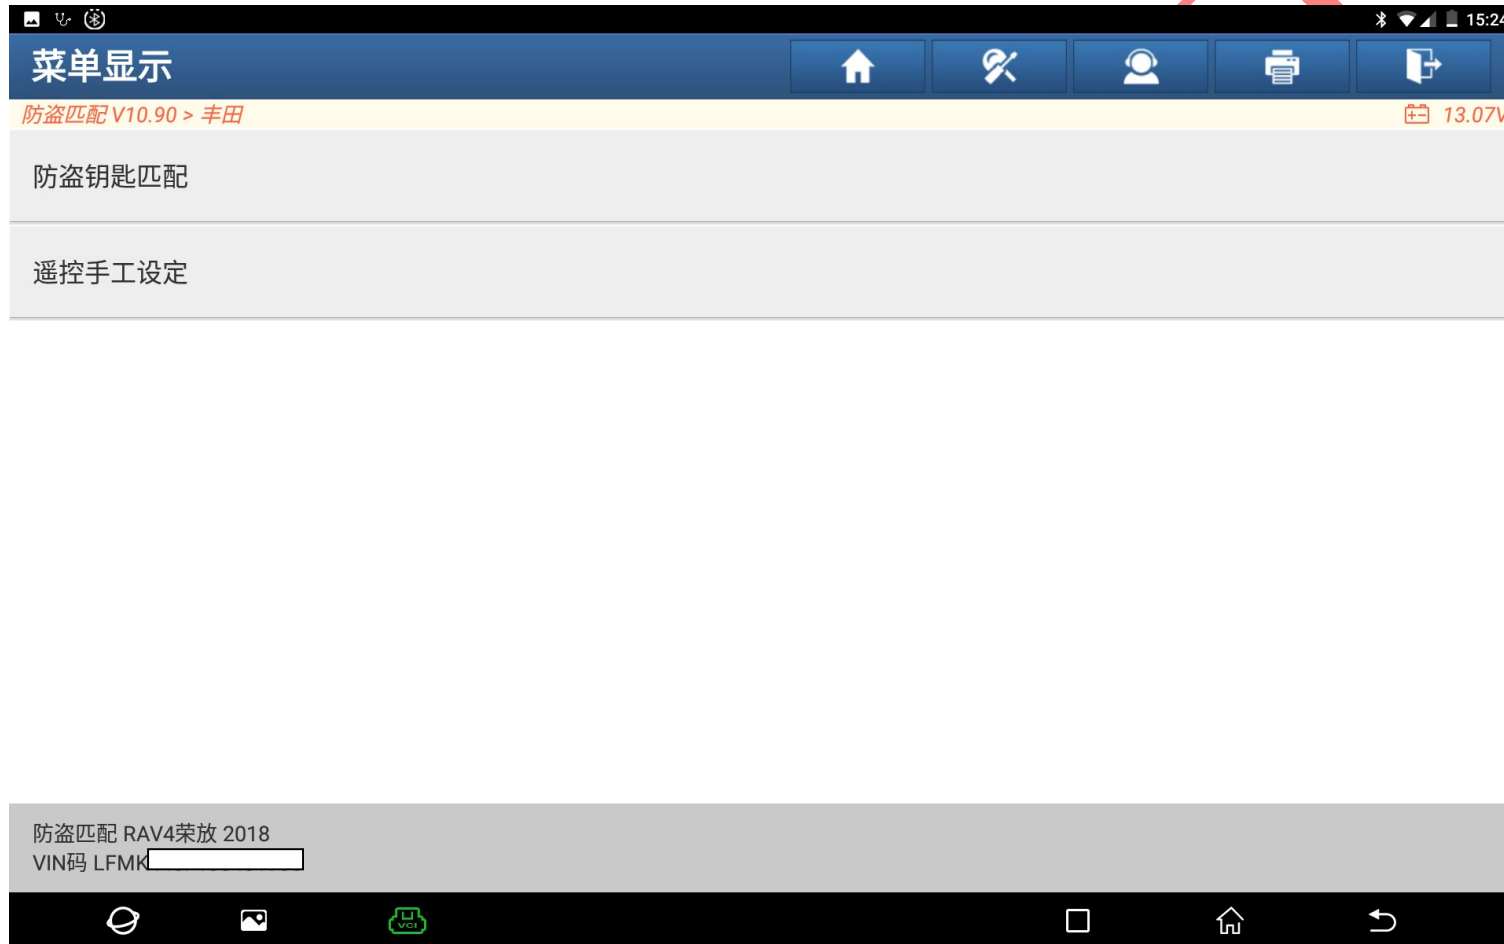 15:24
菜单显示
防盗匹配 V10.90 > 丰田
13.07V
防盗钥匙匹配
遥控手工设定
防盗匹配 RAV4荣放 2018
VIN码 LFMK
VCI